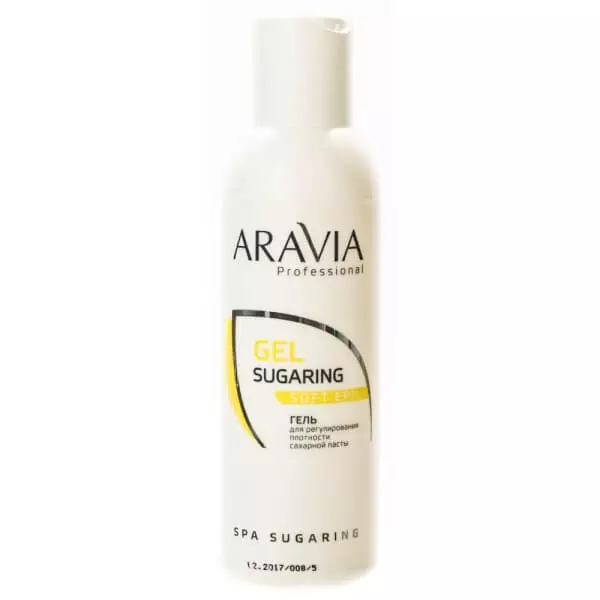 ARAVIA
Professional
GEL
SUGARING
SOFT EPIL
ГЕЛЬ
для регулирования
плотности
сахарной пасты
SPA SUGARING
12.2017/008/5